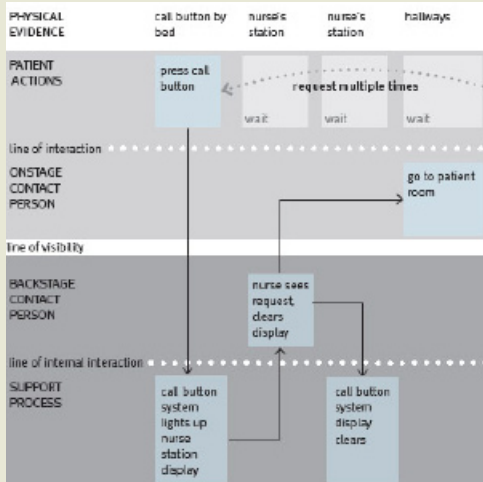 PHYSICAL
EVIDENCE
call button by
bed
nurse's
station
nurse's
station
hallways
PATIENT
ACTIONS
press call
button
request multiple times
wait
wait
wait
line of interaction
ONSTAGE
CONTACT
PERSON
go to patient
room
line of visibility
BACKSTAGE
CONTACT
PERSON
nurse sees
request,
clears
display
line of internal interaction
SUPPORT
PROCESS
call button
system
lights up
nurse
station
display
call button
system
display
clears